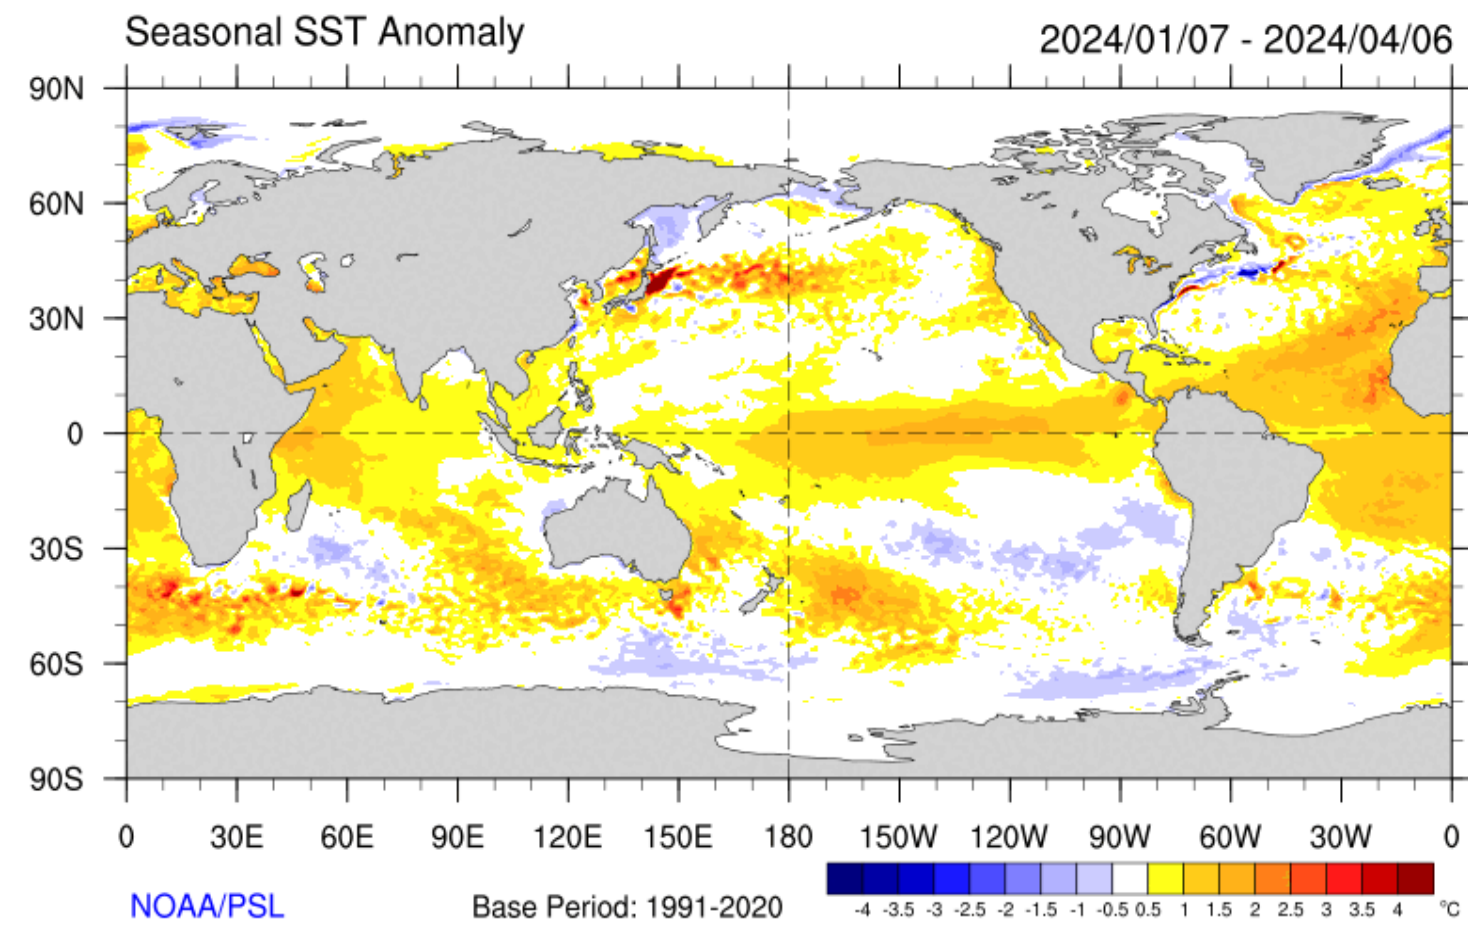 Seasonal SST Anomaly
2024/01/07 - 2024/04/06
90N
60N
30N
0
30S
60S
90S
0 30E 60E 90E 120E 150E 180 150W 120W 90W 60W 30W 0
NOAA/PSL
Base Period: 1991-2020
-4 -3.5 -3 -2.5 -2 -1.5 -1 -0.5 0.5 1 1.5 2 2.5 3 3.5 4 °C